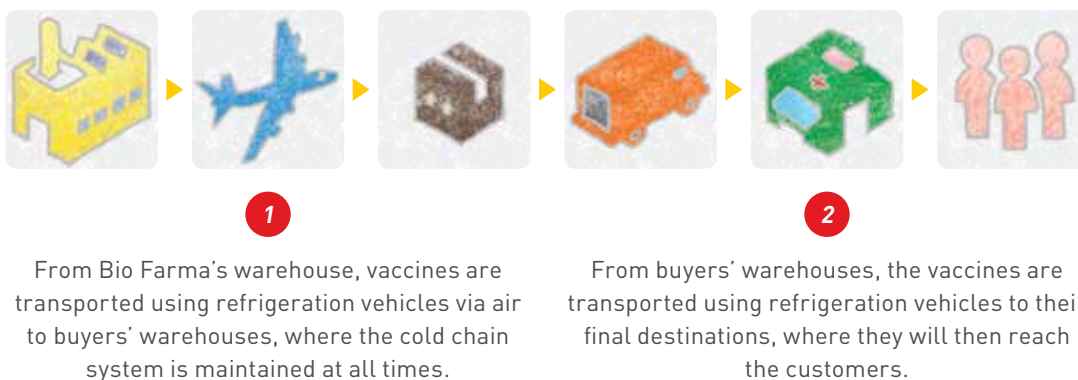 1
From Bio Farma’s warehouse, vaccines are
transported using refrigeration vehicles via air
to buyers’ warehouses, where the cold chain
system is maintained at all times.
2
From buyers’ warehouses, the vaccines are
transported using refrigeration vehicles to thei
final destinations, where they will then reach
the customers.